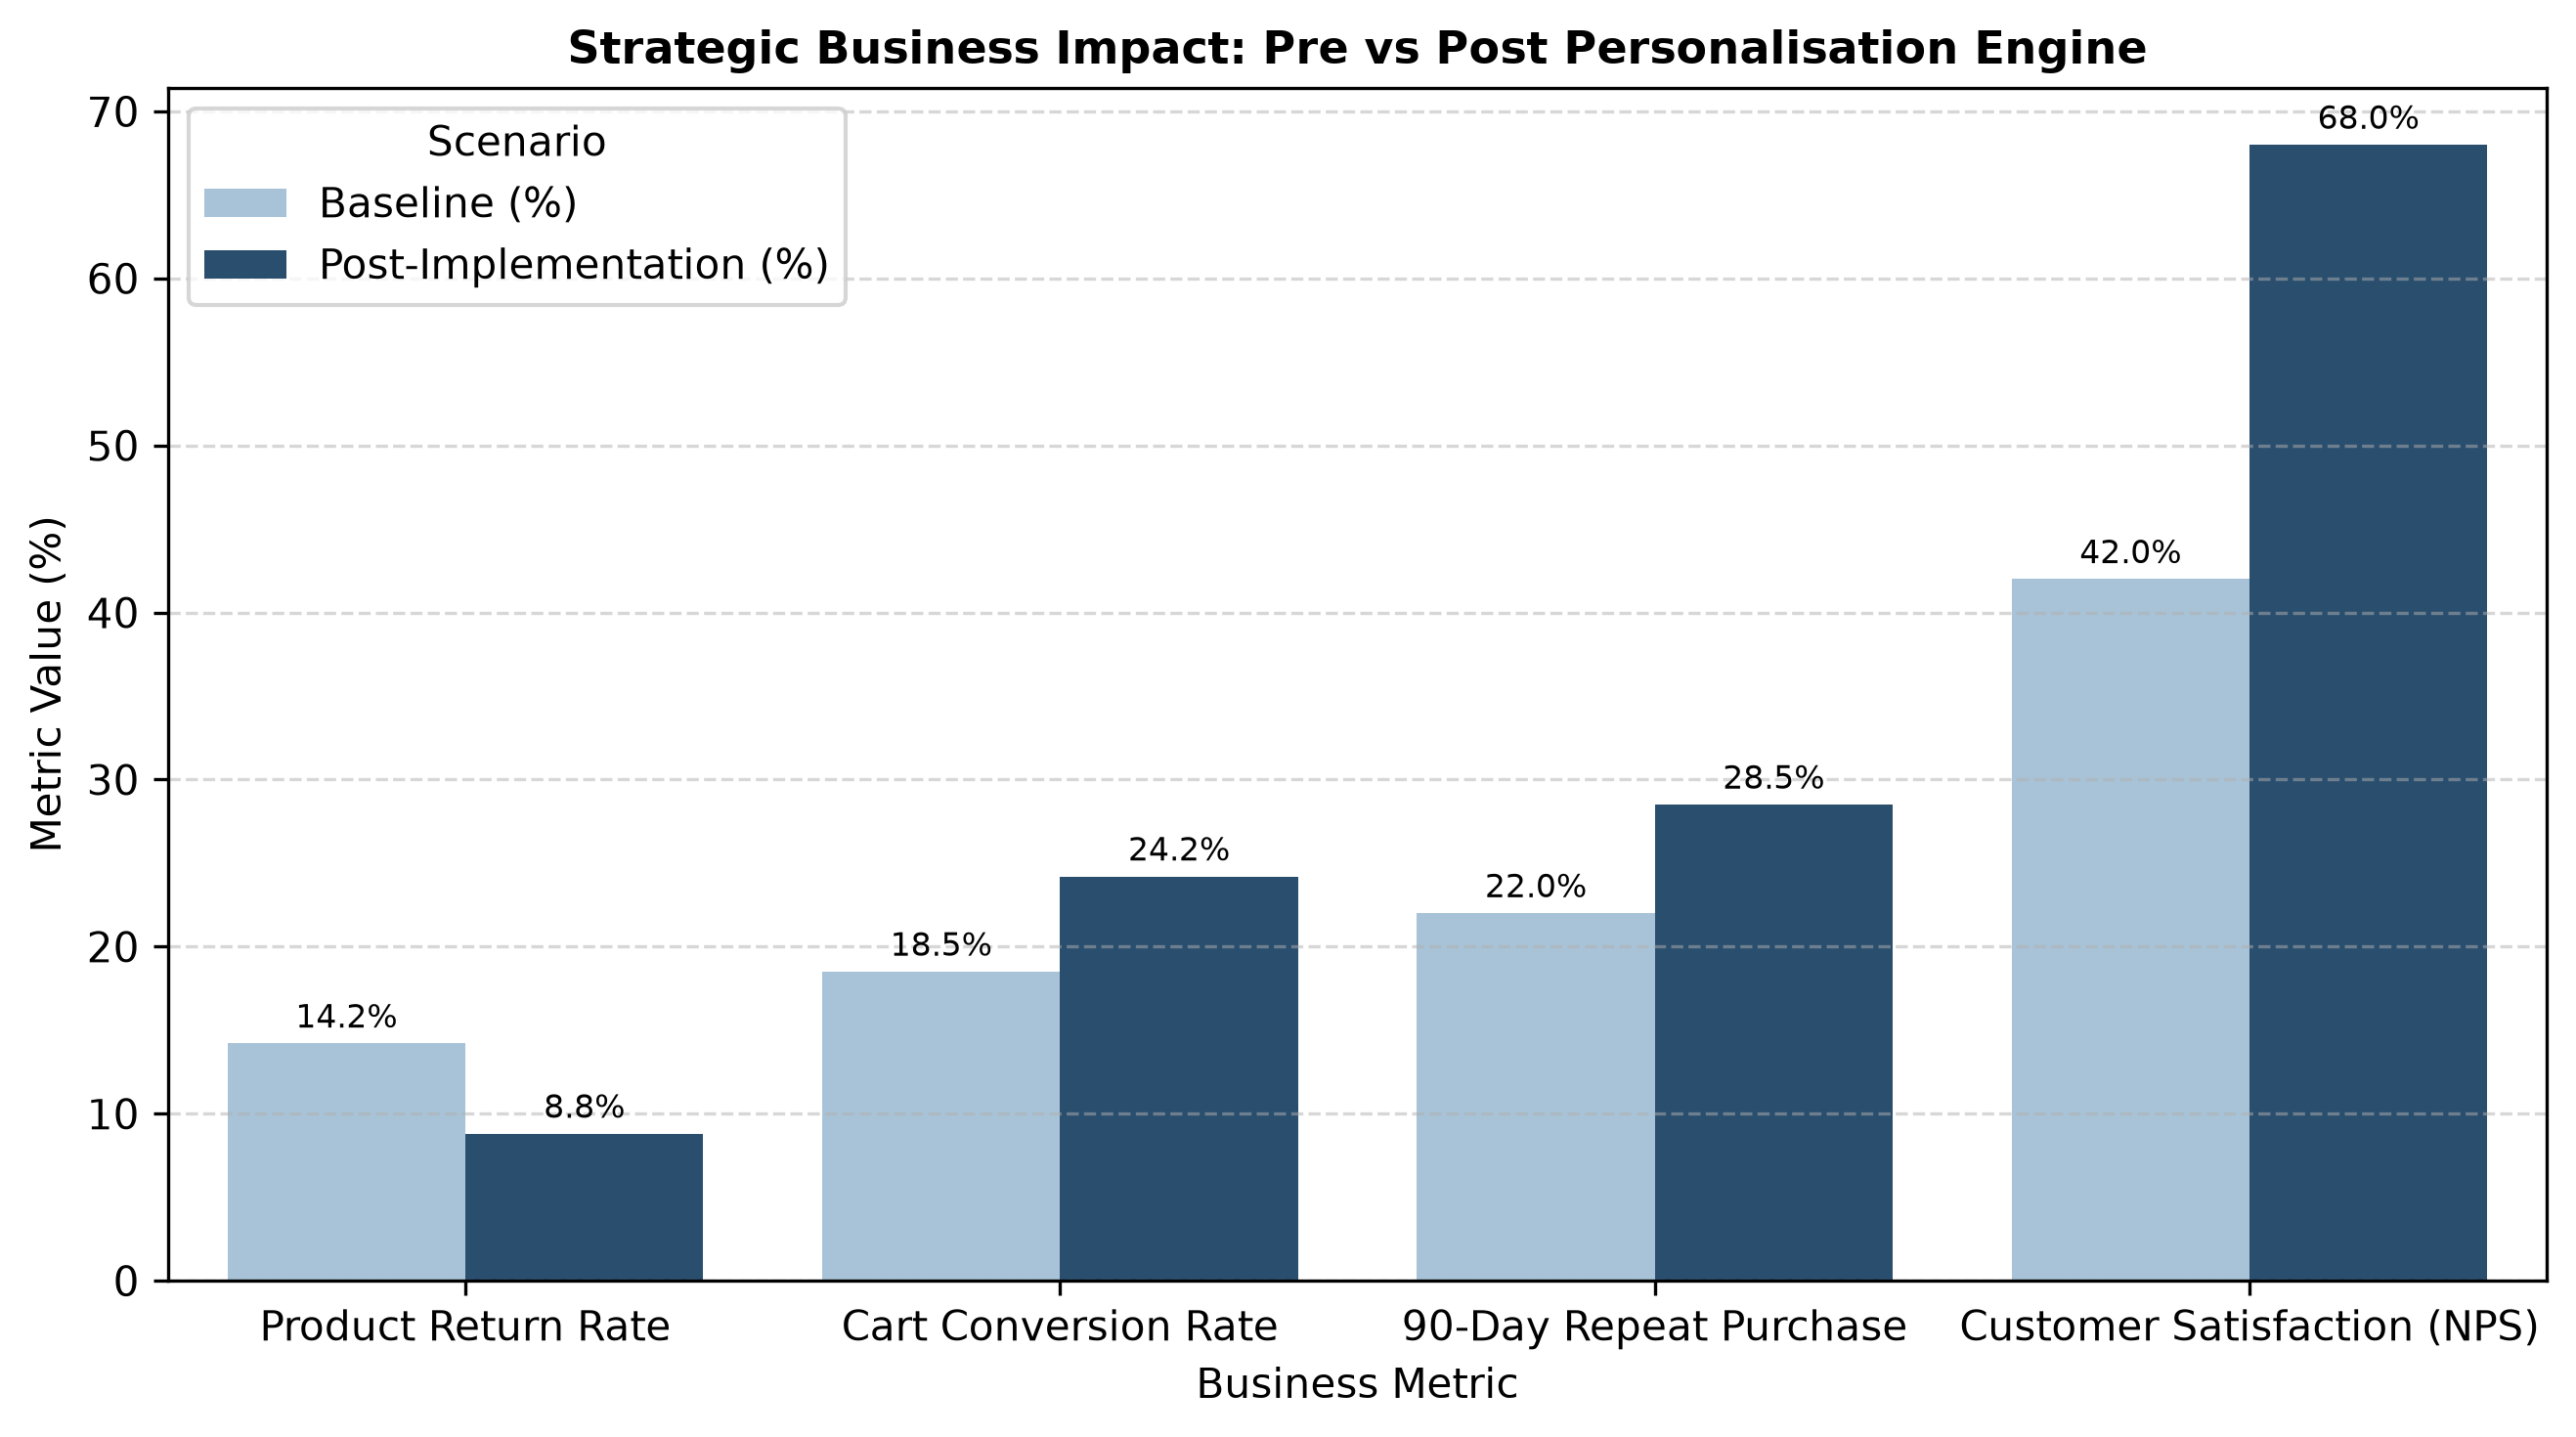 Strategic Business Impact: Pre vs Post Personalisation Engine
Scenario
Baseline (%)
Post-Implementation (%)
Metric Value (%)
70
60
50
40
30
20
10
0
14.2%
8.8%
18.5%
24.2%
22.0%
28.5%
42.0%
68.0%
Product Return Rate
Cart Conversion Rate
90-Day Repeat Purchase
Customer Satisfaction (NPS)
Business Metric